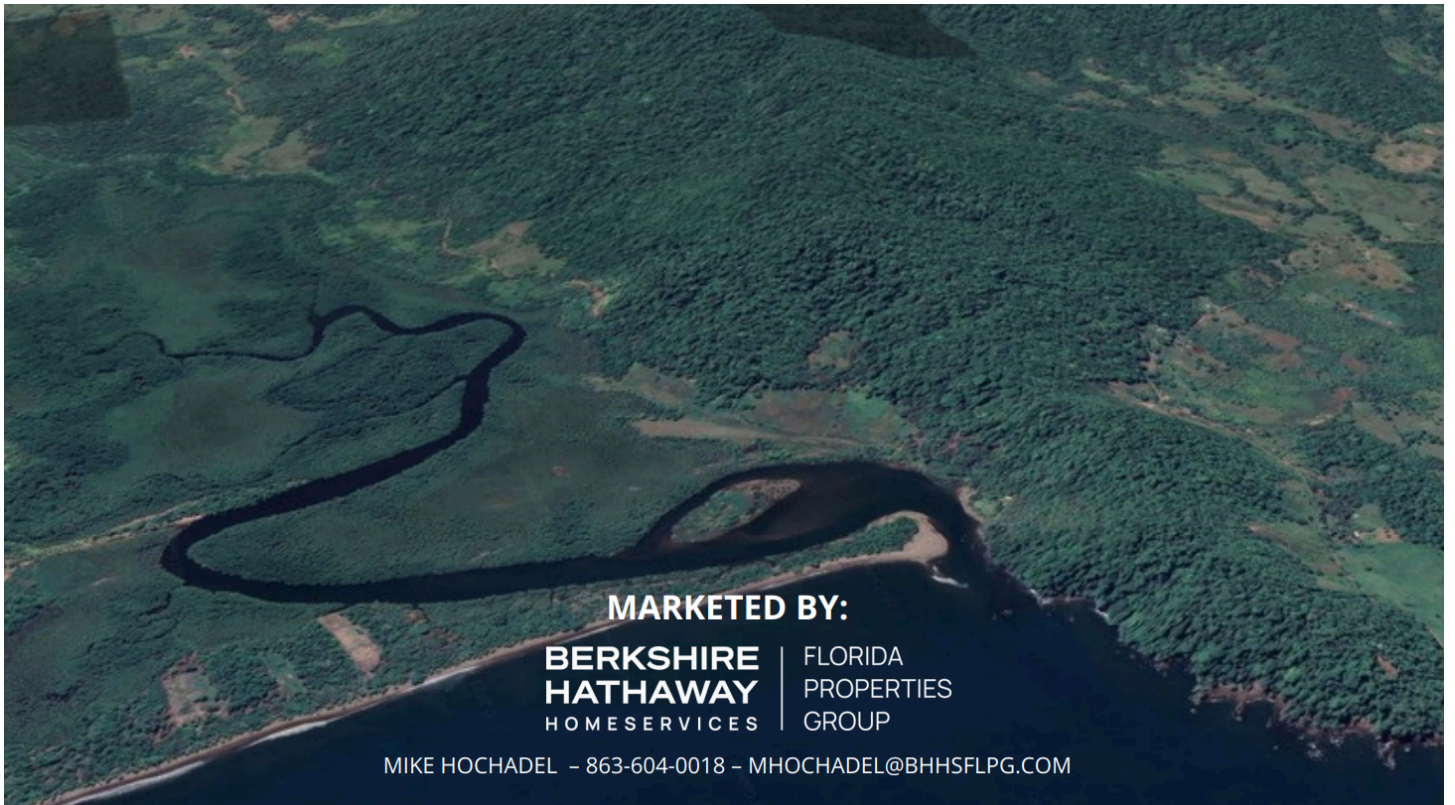 MARKETED BY:
BERKSHIRE
HATHAWAY
HOMESERVICES
FLORIDA
PROPERTIES
GROUP
MIKE HOCHADEL – 863-604-0018 – MHOCHADEL@BHHSFLPG.COM